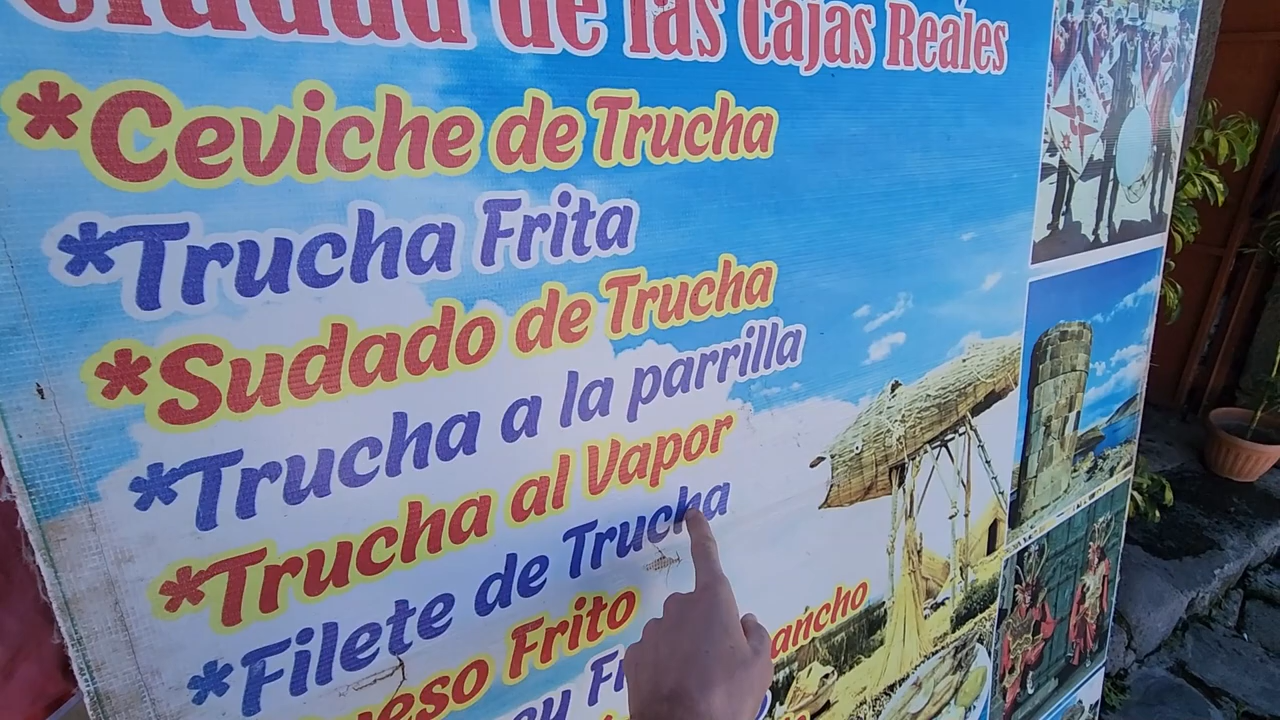 Ciudad de las Cajas Reales
*Ceviche de Trucha
*Trucha Frita
*Sudado de Trucha
*Trucha a la parrilla
*Trucha al Vapor
*Filete de Trucha
Frito
ancho